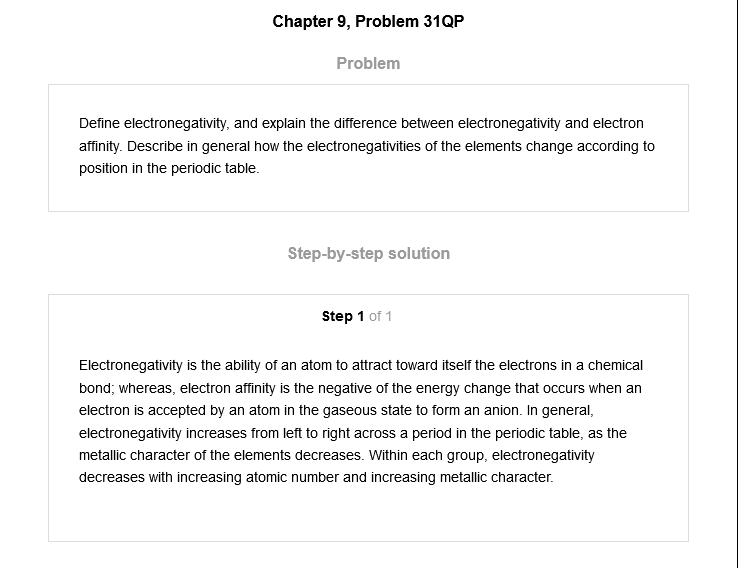 Chapter 9, Problem 31QP
Problem
Define electronegativity, and explain the difference between electronegativity and electron
affinity. Describe in general how the electronegativities of the elements change according to
position in the periodic table.
Step-by-step solution
Step 1 of 1
Electronegativity is the ability of an atom to attract toward itself the electrons in a chemical
bond; whereas, electron affinity is the negative of the energy change that occurs when an
electron is accepted by an atom in the gaseous state to form an anion. In general,
electronegativity increases from left to right across a period in the periodic table, as the
metallic character of the elements decreases. Within each group, electronegativity
decreases with increasing atomic number and increasing metallic character.